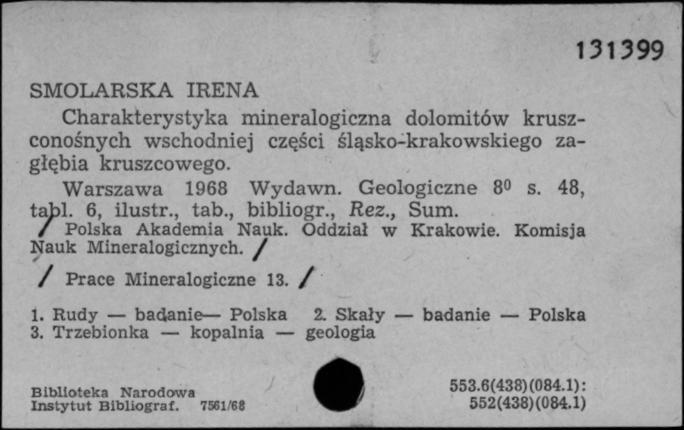 131399
SMOLARSKA IRENA
Charakterystyka mineralogiczna dolomitów krusz-
conośnych wschodniej części śląsko-krakowskiego za-
głębia kruszcowego.
Warszawa 1968 Wydawn. Geologiczne 8⁰ s. 48,
tabl. 6, ilustr., tab., bibliogr., Rez., Sum.
/ Polska Akademia Nauk. Oddział w Krakowie. Komisja
Nauk Mineralogicznych. /
/ Prace Mineralogiczne 13. /
1. Rudy — badanie— Polska 2. Skały — badanie — Polska
3. Trzebionka — kopalnia — geologia
Biblioteka Narodowa
Instytut Bibliograf. 7561/68
553.6(438)(084.1):
552(438)(084.1)